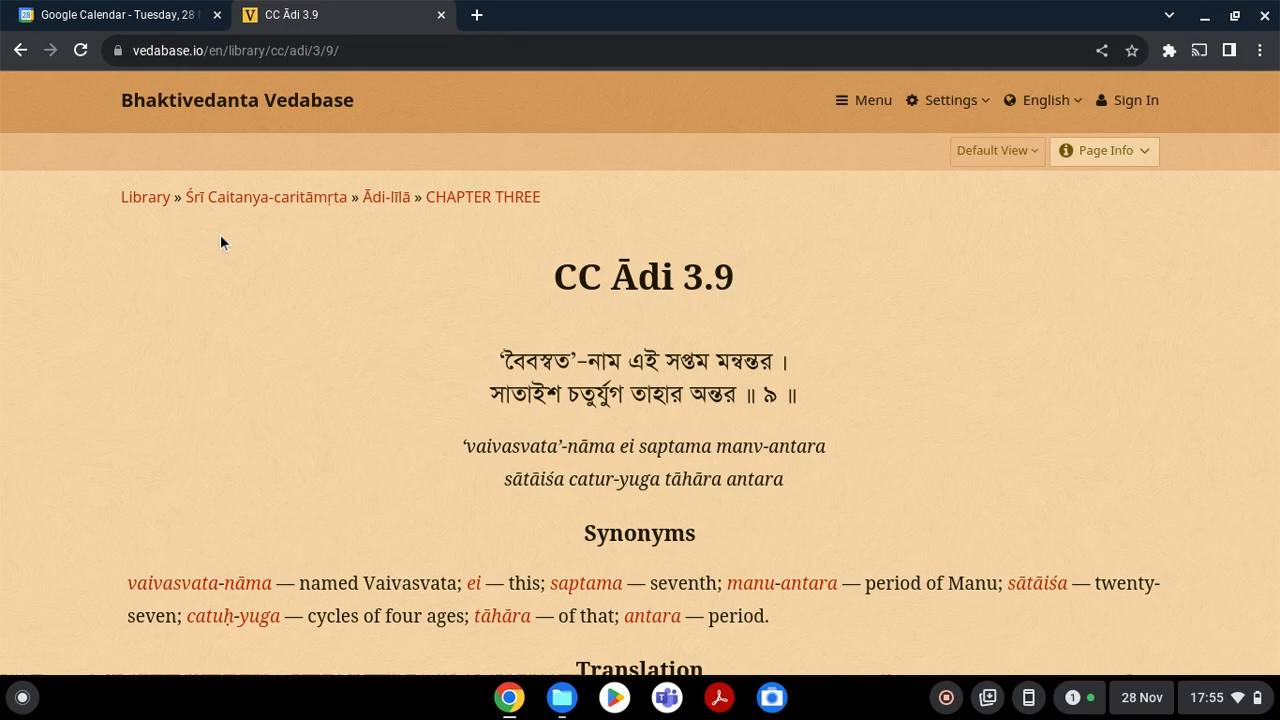 Google Calendar - Tuesday, 28
CC Ādi 3.9
vedabase.io/en/library/cc/adi/3/9/
Bhaktivedanta Vedabase
Menu
Settings
English
Sign In
Default View
Page Info
Library » Śrī Caitanya-caritāmṛta » Ādi-līlā » CHAPTER THREE
CC Ādi 3.9
‘বৈবস্বত’-নাম এই সপ্তম মন্বন্তর ।
সাতাইশ চতুর্যুগ তাহার অন্তর ॥ ৯ ॥
‘vaivasvata’-nāma ei saptama manv-antara
sātāiśa catur-yuga tāhāra antara
Synonyms
vaivasvata-nāma — named Vaivasvata; ei — this; saptama — seventh; manu-antara — period of Manu; sātāiśa — twenty-
seven; catuḥ-yuga — cycles of four ages; tāhāra — of that; antara — period.
Translation
1
28 Nov
17:55